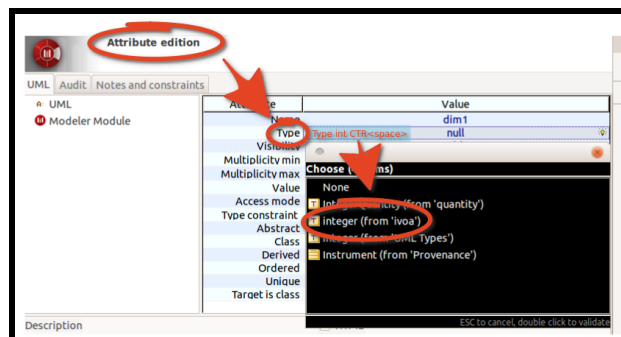 Attribute edition
UML Audit Notes and constraints
UML
Modeler Module
Attribute Value
Name dim1
Type Type int CTR<space> null
Visibility
Multiplicity min
Multiplicity max
Value
Access mode
Type constraint
Abstract
Class
Derived
Ordered
Unique
Target is class
Choose
None
(from 'quantity')
integer (from 'ivoa')
(from 'UML Types')
Instrument (from 'Provenance')
ESC to cancel, double click to validate
Description